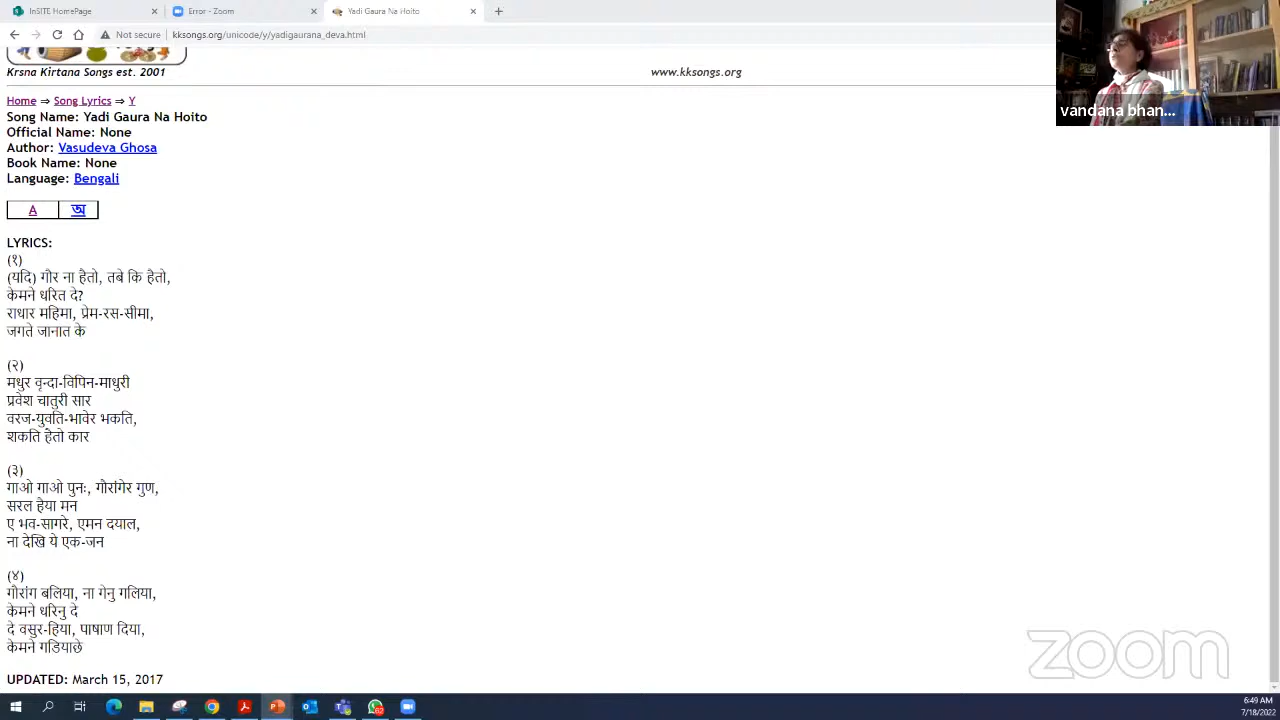 InSITE HomePage
Error - Zoom
Yadi Gaura Na Hoito
Not secure
kksongs.org/unicode/y/yadigaurana_deva.html
Krsna Kirtana Songs est. 2001
www.kksongs.org
vandana bhan...
Home ⇒ Song Lyrics ⇒ Y
Song Name: Yadi Gaura Na Hoito
Official Name: None
Author: Vasudeva Ghosa
Book Name: None
Language: Bengali
A অ
LYRICS:
(१)
(यदि) गौर ना हैतो, तबे कि हैतो,
केमने धरित दे?
राधार महिमा, प्रेम-रस-सीमा,
जगते जानात के
(२)
मधुर वृन्दा-विपिन-माधुरी
प्रवेश चातुरी सार
वरज-युवति-भावेर भकति,
शकति हैतो कार
(३)
गाओ गाओ पुनः, गौरांगेर गुण,
सरल हैया मन
ए भव-सागरे, एमन दयाल,
ना देखि ये एक-जन
(४)
गौरांग बलिया, ना गेनु गलिया,
केमने धरिनु दे
दे वसुर-हिया, पाषाण दिया,
केमने गडियाछे
UPDATED: March 15, 2017
zoom
62
6:49 AM
7/18/2022